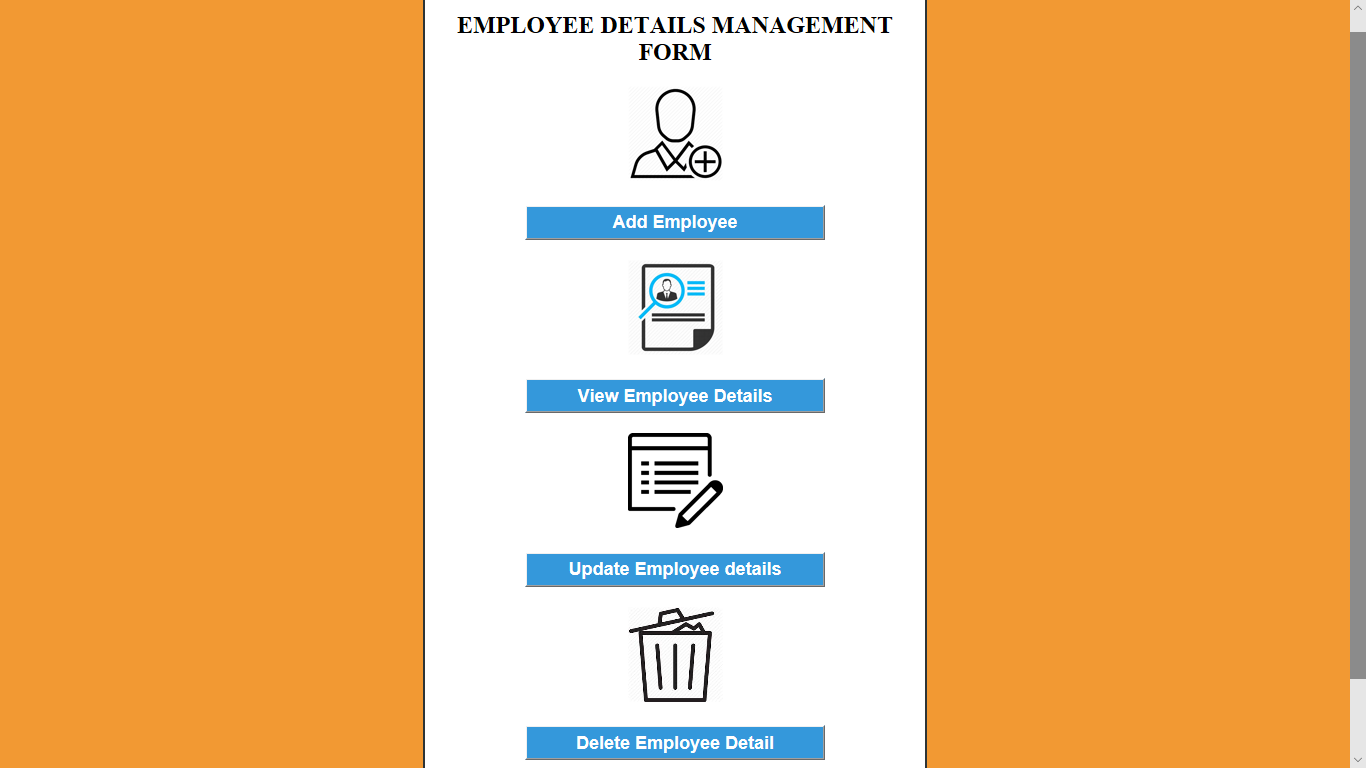 EMPLOYEE DETAILS MANAGEMENT
FORM
Add Employee
View Employee Details
Update Employee details
Delete Employee Detail